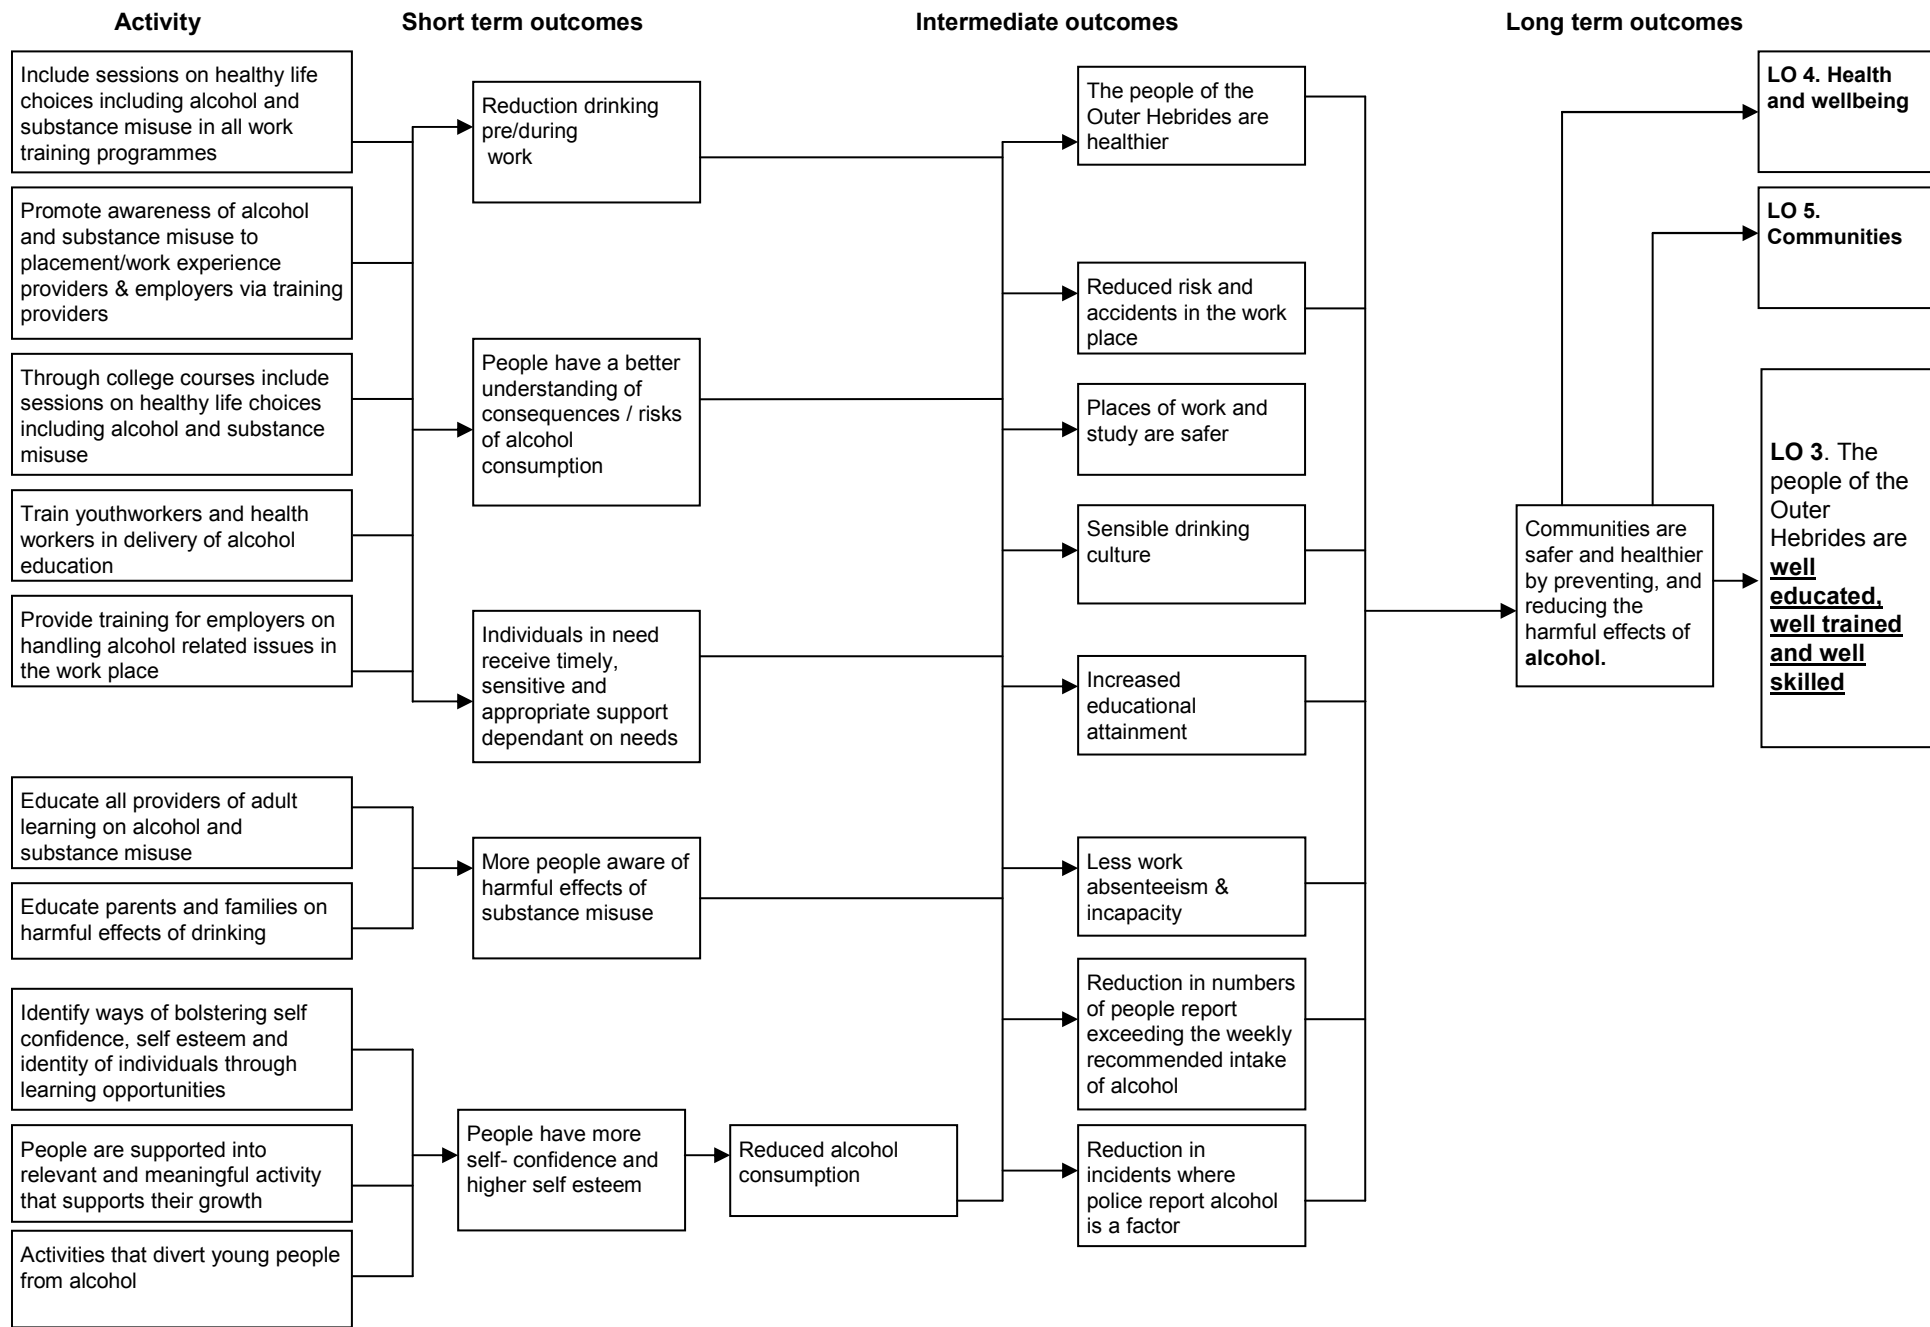 Activity
Short term outcomes
Intermediate outcomes
Long term outcomes
Include sessions on healthy life
choices including alcohol and
substance misuse in all work
training programmes
Promote awareness of alcohol
and substance misuse to
placement/work experience
providers & employers via training
providers
Through college courses include
sessions on healthy life choices
including alcohol and substance
misuse
Train youthworkers and health
workers in delivery of alcohol
education
Provide training for employers on
handling alcohol related issues in
the work place
Educate all providers of adult
learning on alcohol and
substance misuse
Educate parents and families on
harmful effects of drinking
Identify ways of bolstering self
confidence, self esteem and
identity of individuals through
learning opportunities
People are supported into
relevant and meaningful activity
that supports their growth
Activities that divert young people
from alcohol
Reduction drinking
pre/during
work
People have a better
understanding of
consequences / risks
of alcohol
consumption
Individuals in need
receive timely,
sensitive and
appropriate support
dependant on needs
More people aware of
harmful effects of
substance misuse
People have more
self- confidence and
higher self esteem
Reduced alcohol
consumption
The people of the
Outer Hebrides are
healthier
Reduced risk and
accidents in the work
place
Places of work and
study are safer
Sensible drinking
culture
Increased
educational
attainment
Less work
absenteeism &
incapacity
Reduction in numbers
of people report
exceeding the weekly
recommended intake
of alcohol
Reduction in
incidents where
police report alcohol
is a factor
Communities are
safer and healthier
by preventing, and
reducing the
harmful effects of
alcohol.
LO 4. Health
and wellbeing
LO 5.
Communities
LO 3. The
people of the
Outer
Hebrides are
well
educated,
well trained
and well
skilled